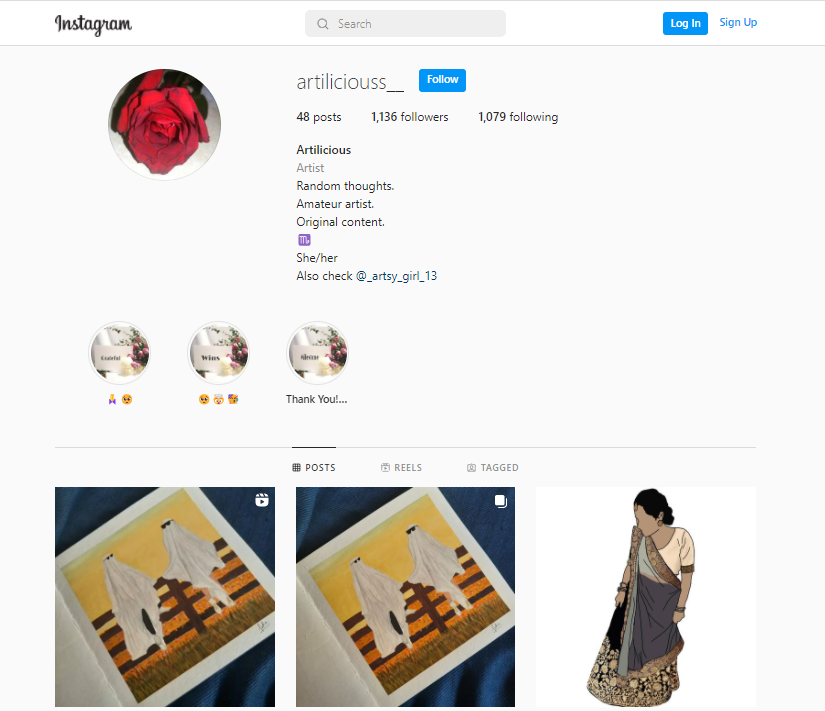 Instagram
Search
Log In
Sign Up
artiliciouss__
Follow
48 posts 1,136 followers 1,079 following
Artilicious
Artist
Random thoughts.
Amateur artist.
Original content.
♏
She/her
Also check @_artsy_girl_13
Grateful
Wins
🙏🥺
🥺🤯🎉
Thank You!...
POSTS
REELS
TAGGED